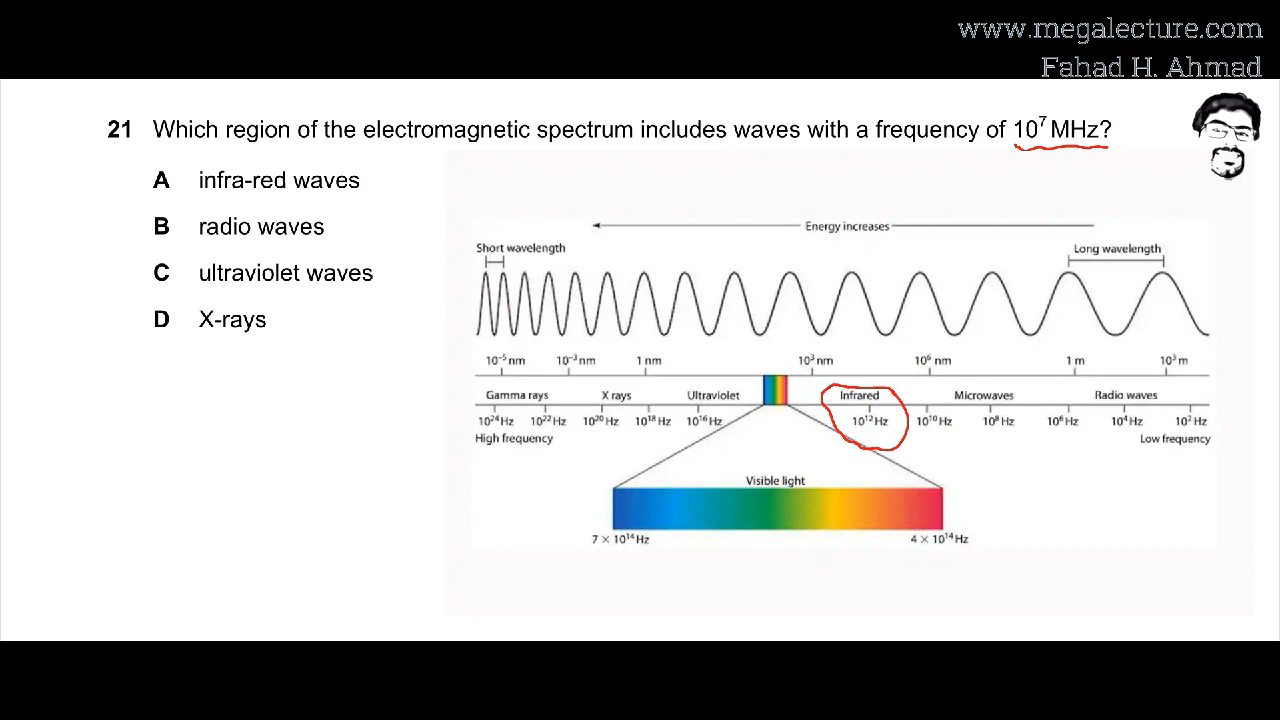 www.megalecture.com
Fahad H. Ahmad
21 Which region of the electromagnetic spectrum includes waves with a frequency of 10⁷ MHz?
A infra-red waves
B radio waves
C ultraviolet waves
D X-rays
Energy increases
Short wavelength Long wavelength
10⁻⁵ nm 10⁻³ nm 1 nm 10³ nm 10⁶ nm 1 m 10³ m
Gamma rays X rays Ultraviolet Infrared Microwaves Radio waves
10²⁴ Hz 10²² Hz 10²⁰ Hz 10¹⁸ Hz 10¹⁶ Hz 10¹² Hz 10¹⁰ Hz 10⁸ Hz 10⁶ Hz 10⁴ Hz 10² Hz
High frequency Low frequency
Visible light
7 × 10¹⁴ Hz 4 × 10¹⁴ Hz